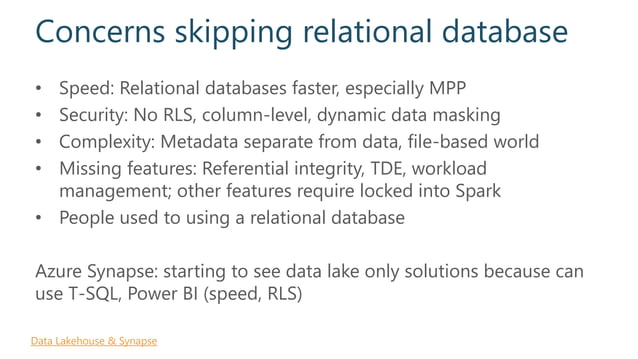 Concerns skipping relational database
• Speed: Relational databases faster, especially MPP
• Security: No RLS, column-level, dynamic data masking
• Complexity: Metadata separate from data, file-based world
• Missing features: Referential integrity, TDE, workload
management; other features require locked into Spark
• People used to using a relational database
Azure Synapse: starting to see data lake only solutions because can
use T-SQL, Power BI (speed, RLS)
Data Lakehouse & Synapse